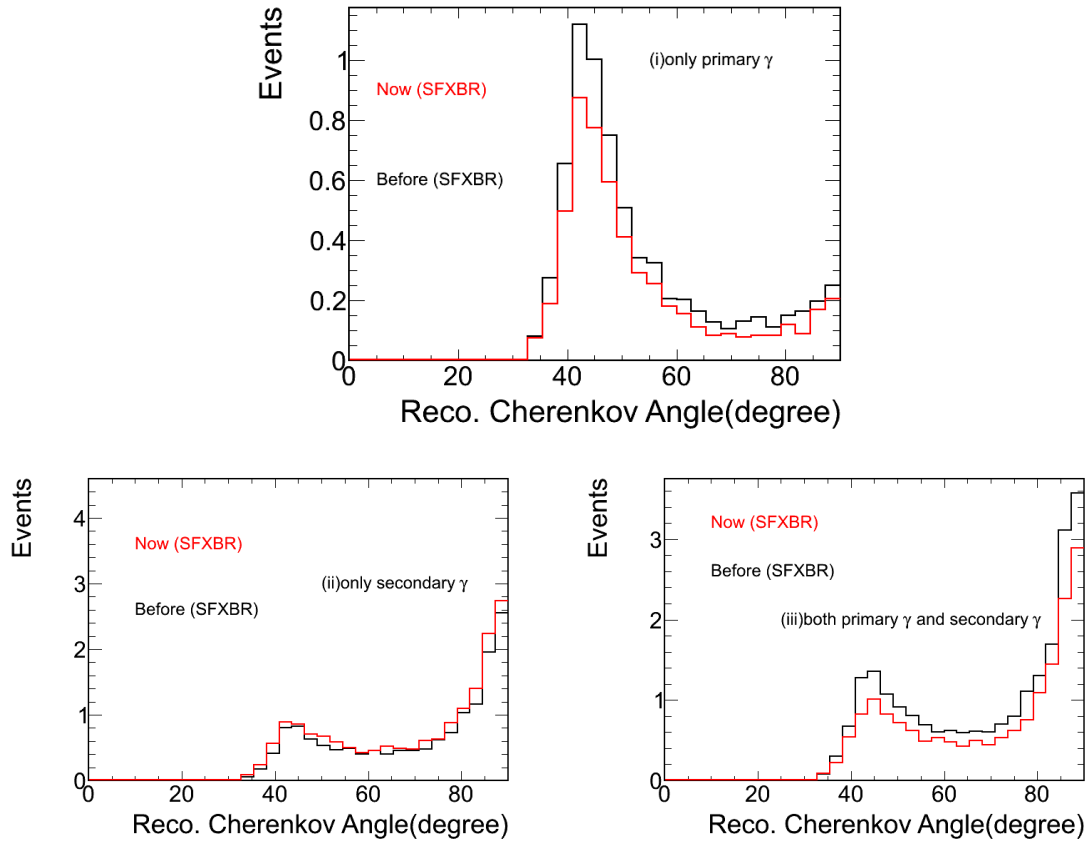 Events
1
0.8
0.6
0.4
0.2
0
Now (SFXBR)
Before (SFXBR)
(i)only primary γ
0 20 40 60 80
Reco. Cherenkov Angle(degree)
Events
4
3
2
1
0
Now (SFXBR)
Before (SFXBR)
(ii)only secondary γ
0 20 40 60 80
Reco. Cherenkov Angle(degree)
Events
3
2
1
0
Now (SFXBR)
Before (SFXBR)
(iii)both primary γ and secondary γ
0 20 40 60 80
Reco. Cherenkov Angle(degree)